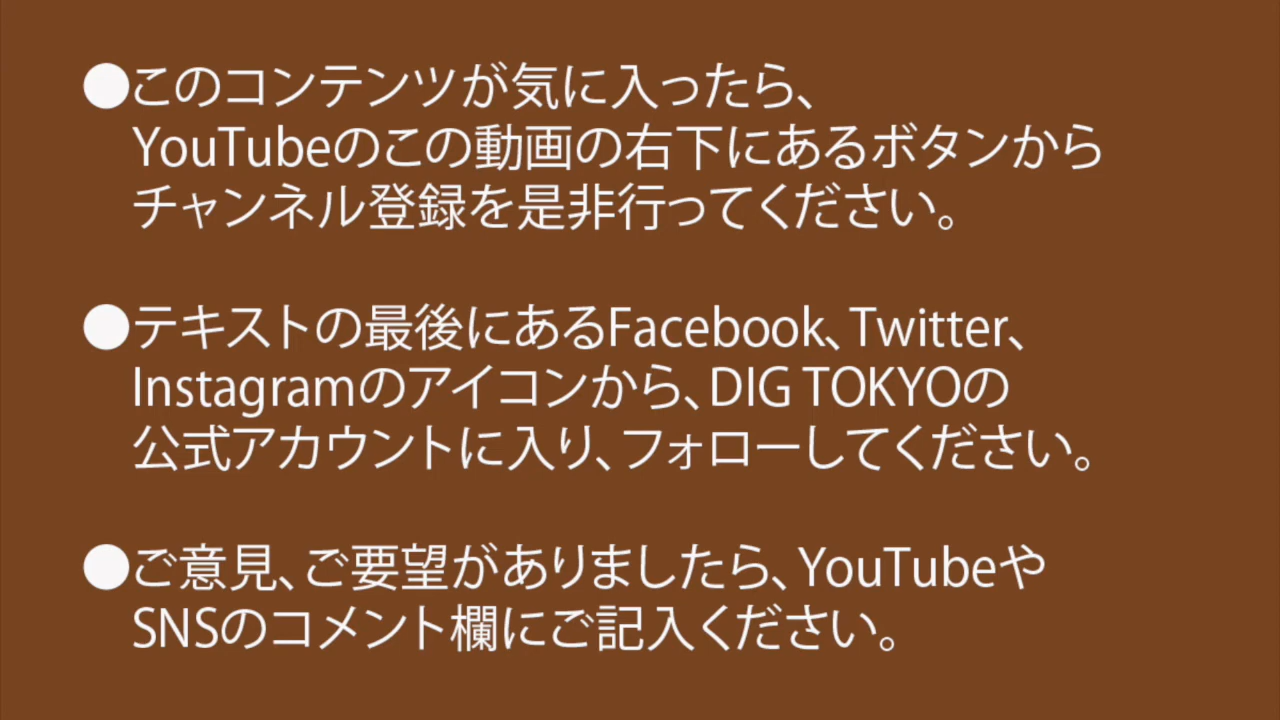 ●このコンテンツが気に入ったら、
YouTubeのこの動画の右下にあるボタンから
チャンネル登録を是非行ってください。
●テキストの最後にあるFacebook、Twitter、
Instagramのアイコンから、DIG TOKYOの
公式アカウントに入り、フォローしてください。
●ご意見、ご要望がありましたら、YouTubeや
SNSのコメント欄にご記入ください。